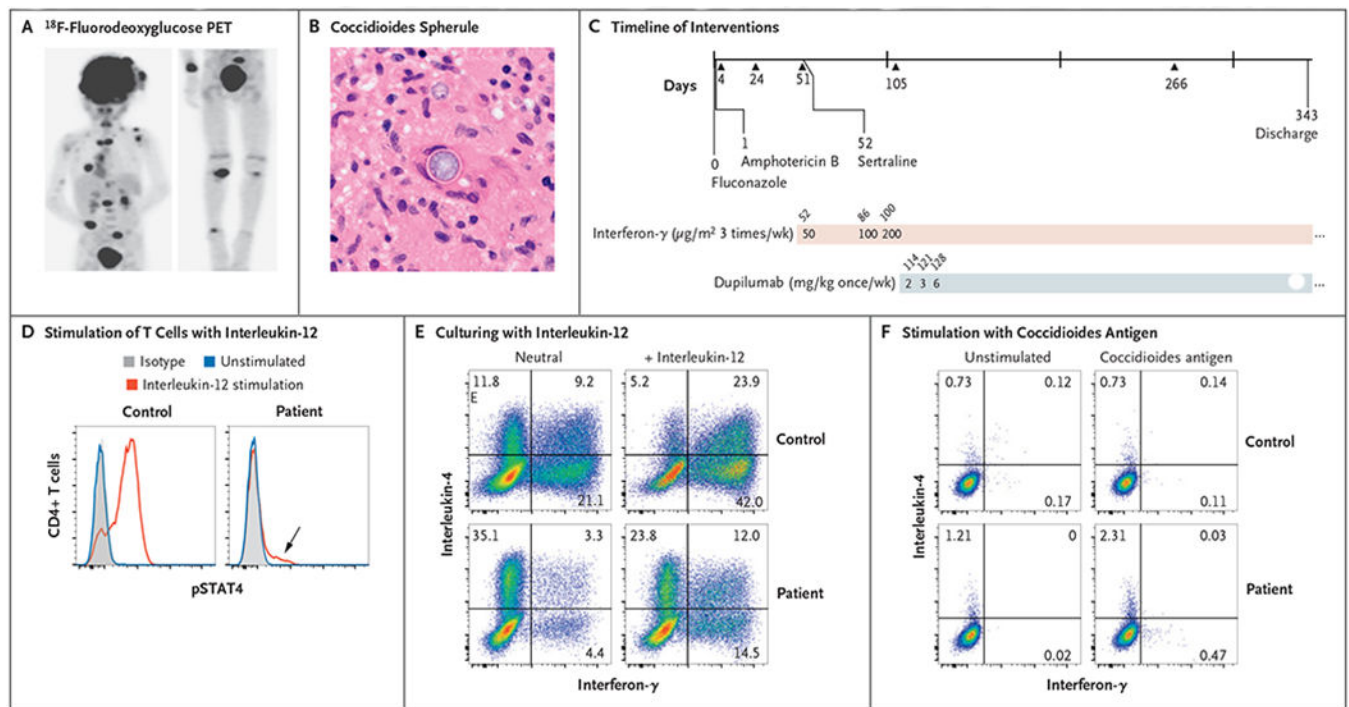 A 18F-Fluorodeoxyglucose PET
B Coccidioides Spherule
C Timeline of Interventions
Days
4
24
51
105
266
343
Discharge
1
Amphotericin B
52
Sertraline
0
Fluconazole
52
86
100
Interferon-γ (μg/m2 3 times/wk)
50
100
200
...
114
121
128
Dupilumab (mg/kg once/wk)
2
3
6
...
D Stimulation of T Cells with Interleukin-12
Isotype
Unstimulated
Interleukin-12 stimulation
Control
Patient
CD4+ T cells
pSTAT4
E Culturing with Interleukin-12
Neutral
+ Interleukin-12
11.8
9.2
5.2
23.9
E
Control
21.1
42.0
Interleukin-4
35.1
3.3
23.8
12.0
Patient
4.4
14.5
Interferon-γ
F Stimulation with Coccidioides Antigen
Unstimulated
Coccidioides antigen
0.73
0.12
0.73
0.14
Control
0.17
0.11
Interleukin-4
1.21
0
2.31
0.03
Patient
0.02
0.47
Interferon-γ